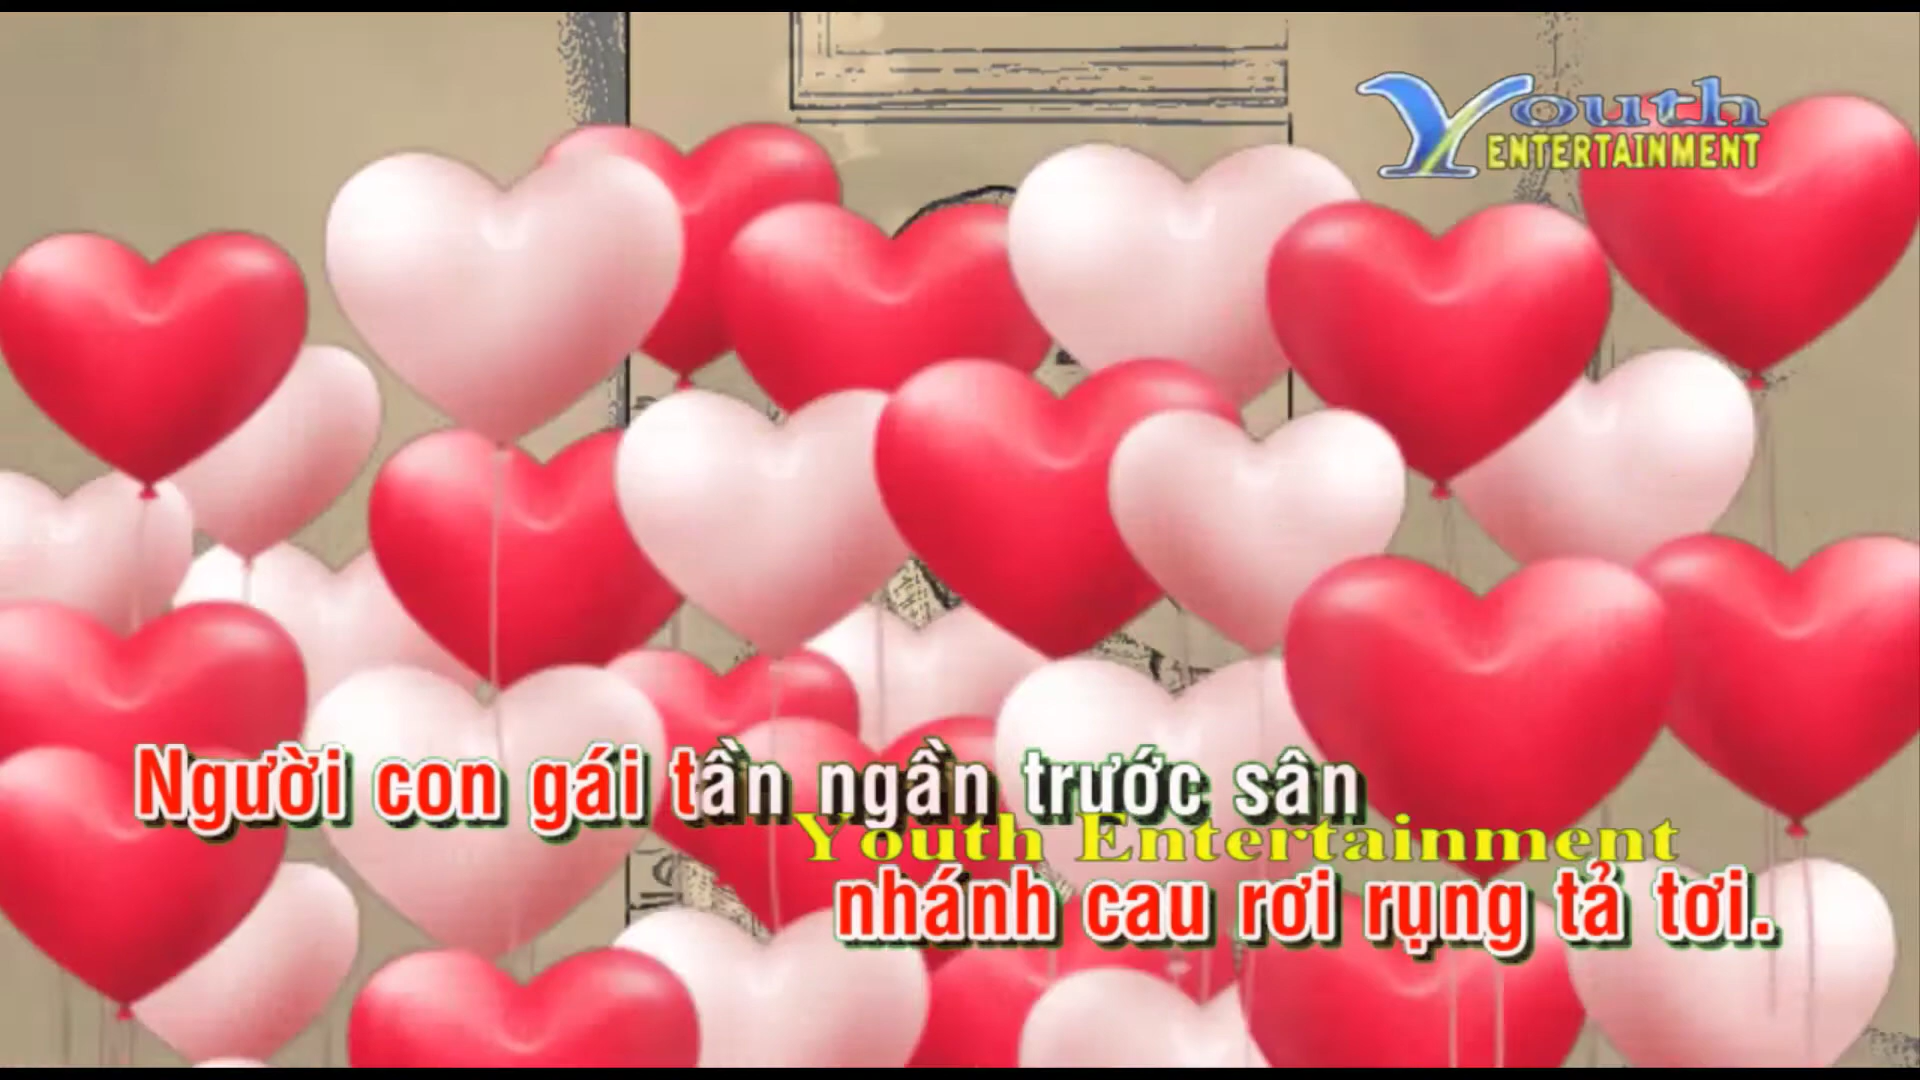 Youth
ENTERTAINMENT
Người con gái tần ngần trước sân
Youth Entertainment
nhánh cau rơi rụng tả tơi.